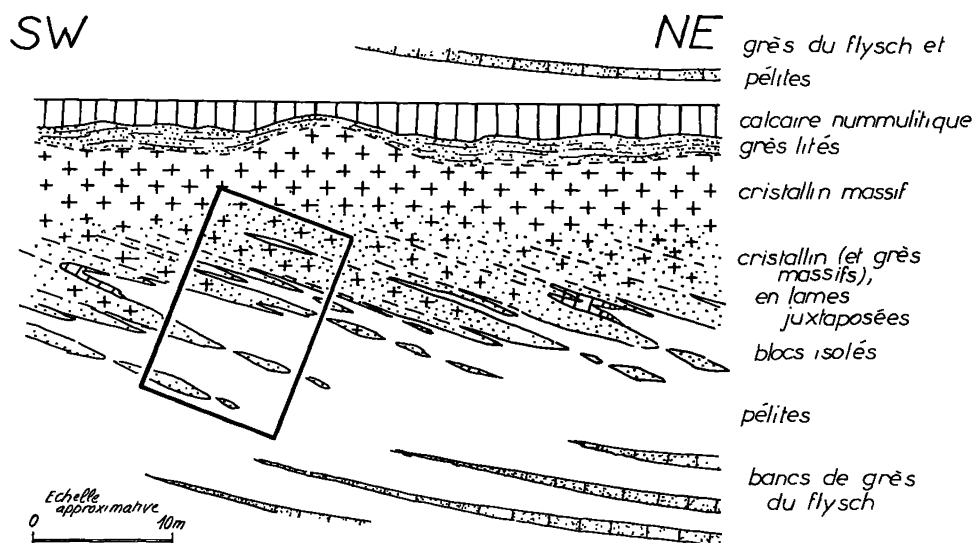 SW
NE
grès du flysch et
pélites
calcaire nummulitique
grès lités
cristallin massif
cristallin (et grès
massifs),
en lames
juxtaposées
blocs isolés
pélites
bancs de grès
du flysch
Echelle
approximative
0
10m